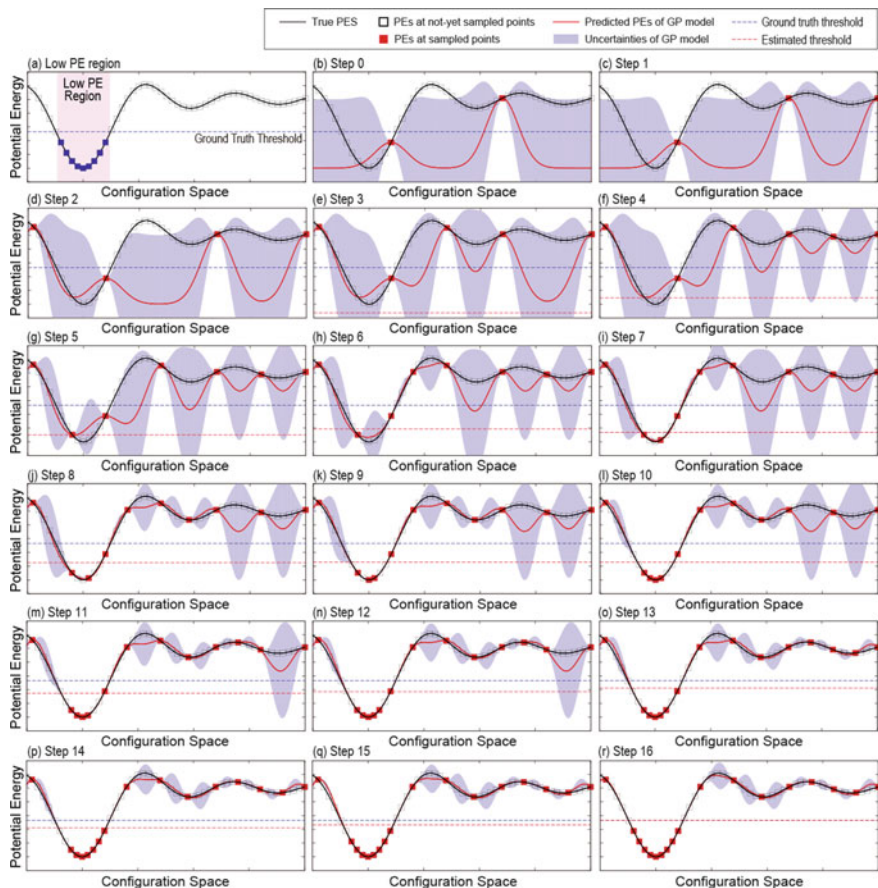 True PES
PEs at not-yet sampled points
Predicted PEs of GP model
Ground truth threshold
PEs at sampled points
Uncertainties of GP model
Estimated threshold
(a) Low PE region
(b) Step 0
(c) Step 1
Low PE
Region
Ground Truth Threshold
Potential Energy
Configuration Space
Configuration Space
Configuration Space
(d) Step 2
(e) Step 3
(f) Step 4
Potential Energy
Configuration Space
Configuration Space
Configuration Space
(g) Step 5
(h) Step 6
(i) Step 7
Potential Energy
Configuration Space
Configuration Space
Configuration Space
(j) Step 8
(k) Step 9
(l) Step 10
Potential Energy
Configuration Space
Configuration Space
Configuration Space
(m) Step 11
(n) Step 12
(o) Step 13
Potential Energy
Configuration Space
Configuration Space
Configuration Space
(p) Step 14
(q) Step 15
(r) Step 16
Potential Energy
Configuration Space
Configuration Space
Configuration Space